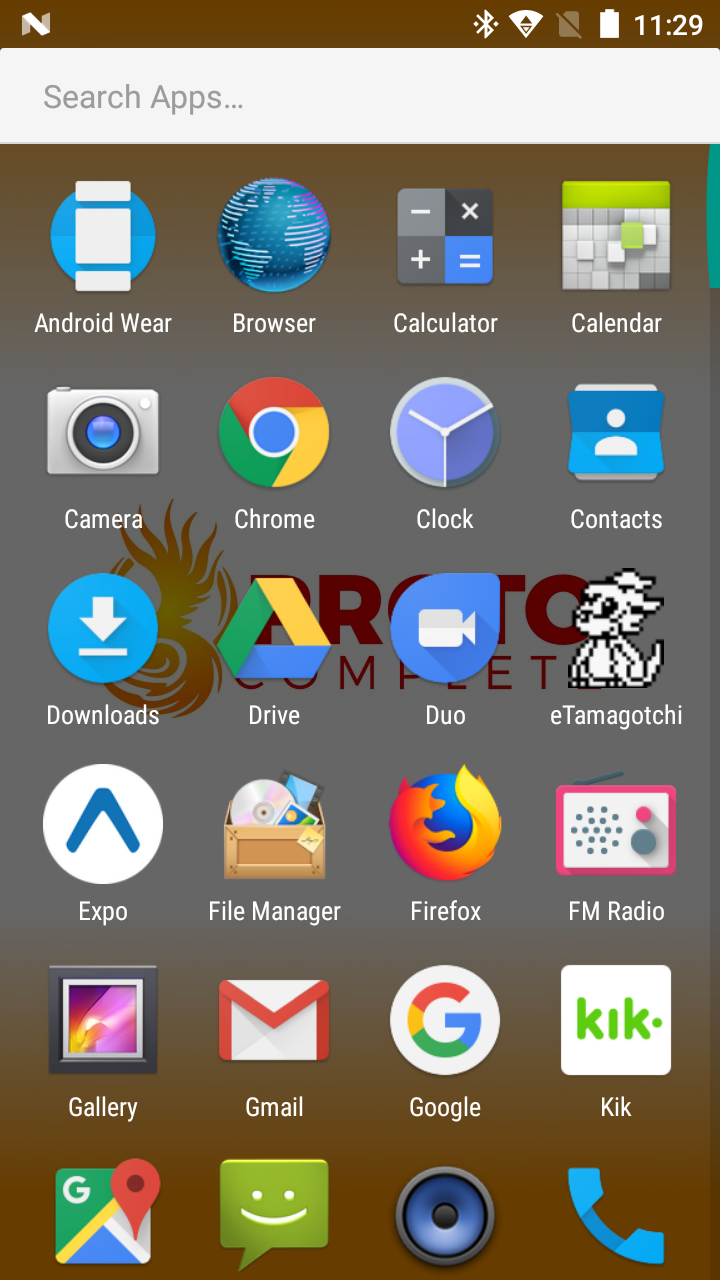 11:29
Search Apps…
Android Wear
Browser
Calculator
Calendar
Camera
Chrome
Clock
Contacts
PROTO
COMPLETE
Downloads
Drive
Duo
eTamagotchi
Expo
File Manager
Firefox
FM Radio
kik·
Gallery
Gmail
Google
Kik
G